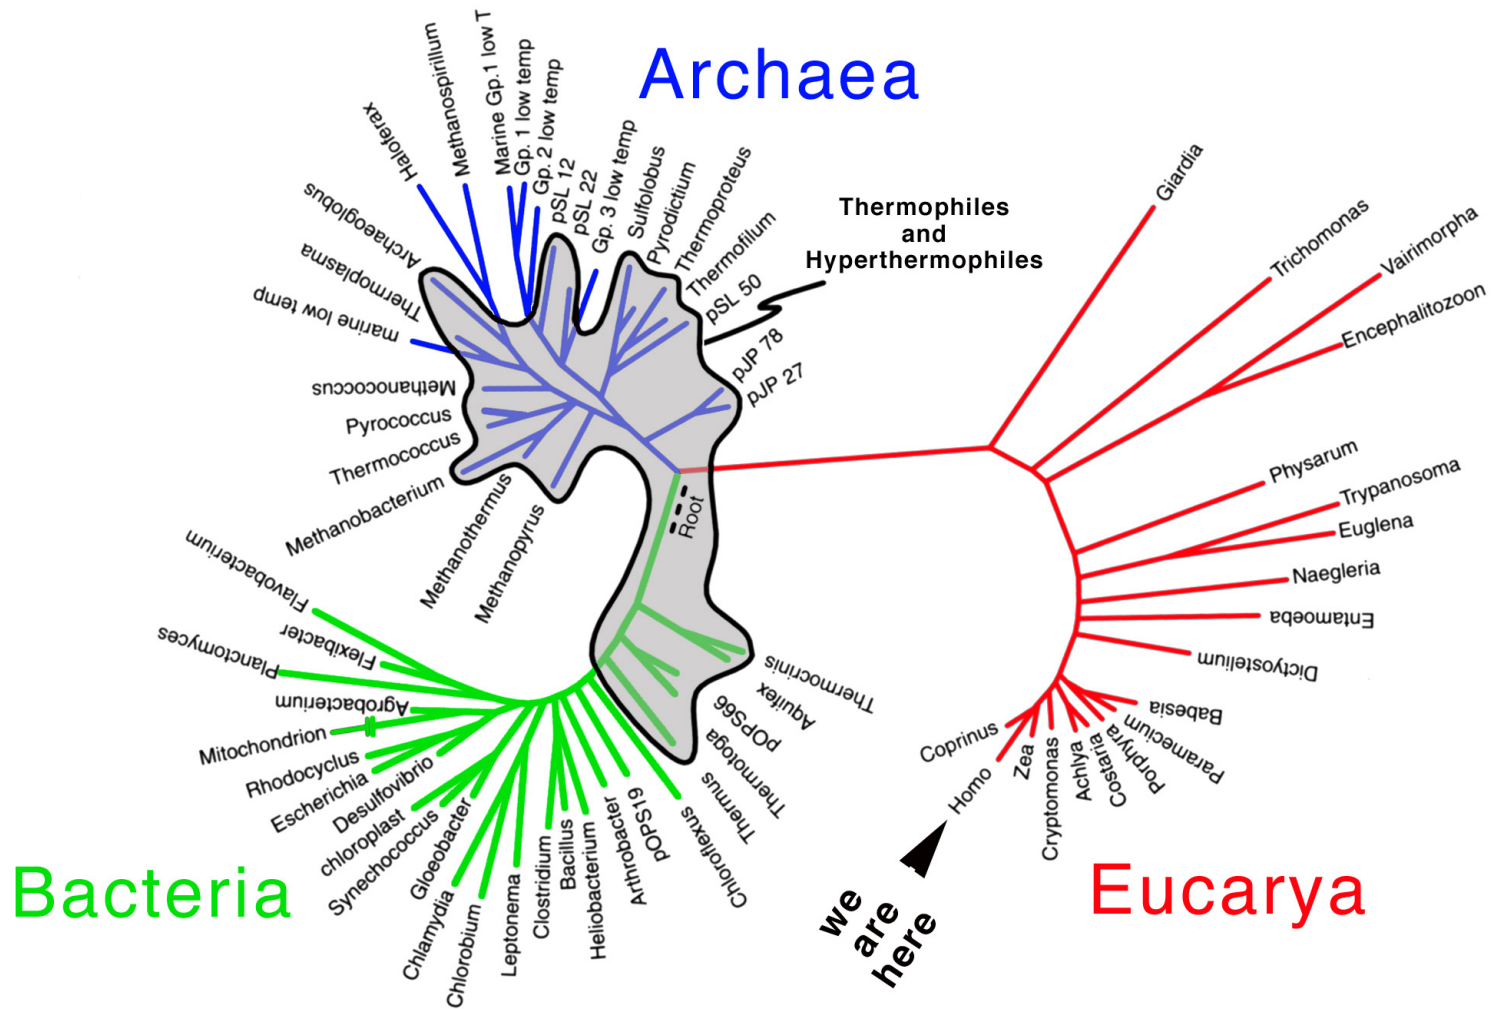 Archaea
Haloferax
Methanospirillum
Marine Gp.1 low T
Gp. 1 low temp
Gp. 2 low temp
pSL 12
pSL 22
Gp. 3 low temp
Sulfolobus
Pyrodictium
Thermoproteus
Thermofilum
pSL 50
pJP 78
pJP 27
Archaeoglobus
Thermoplasma
marine low temp
Methanococcus
Pyrococcus
Thermococcus
Methanobacterium
Methanothermus
Methanopyrus
Thermophiles
and
Hyperthermophiles
Root
Giardia
Trichomonas
Vairimorpha
Encephalitozoon
Physarum
Trypanosoma
Euglena
Naegleria
Entamoeba
Dictyostelium
Babesia
Paramecium
Porphyra
Costaria
Achlya
Cryptomonas
Zea
Homo
Coprinus
we
are
here
Eucarya
Flavobacterium
Flexibacter
Planctomyces
Agrobacterium
Mitochondrion
Rhodocyclus
Escherichia
Desulfovibrio
chloroplast
Synechococcus
Gloeobacter
Chlamydia
Chlorobium
Leptonema
Clostridium
Bacillus
Heliobacterium
Arthrobacter
pOPS19
Chloroflexus
Thermus
Thermotoga
pOPS66
Aquifex
Thermocrinis
Bacteria